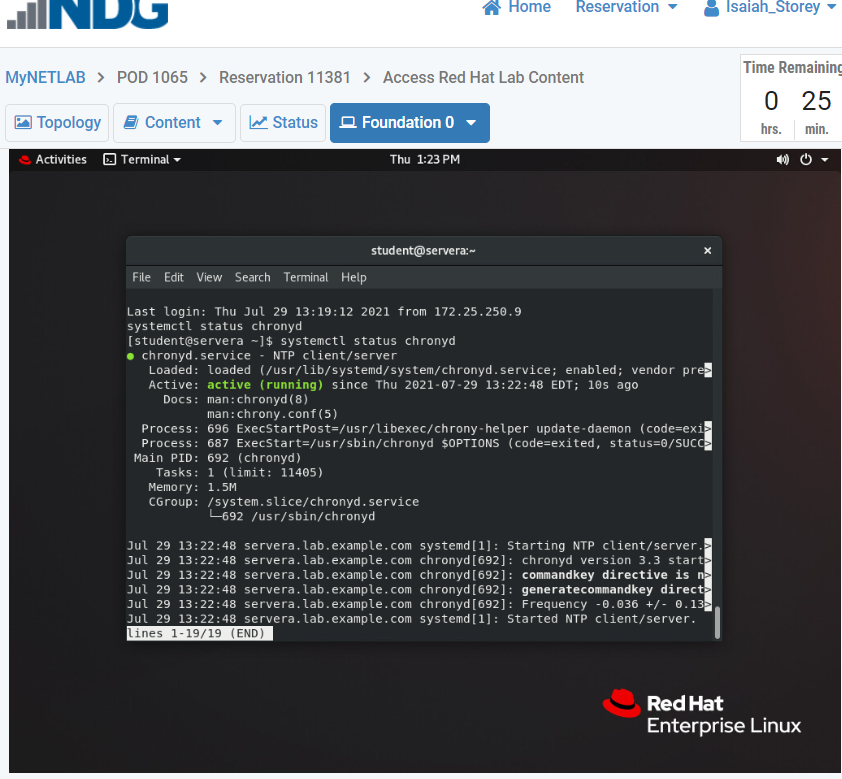 NDG
Home Reservation Isaiah_Storey
MyNETLAB > POD 1065 > Reservation 11381 > Access Red Hat Lab Content
Time Remaining
0 25
hrs. min.
Topology Content Status Foundation 0
Activities Terminal Thu 1:23 PM
student@servera:~ ×
File Edit View Search Terminal Help
Last login: Thu Jul 29 13:19:12 2021 from 172.25.250.9
systemctl status chronyd
[student@servera ~]$ systemctl status chronyd
● chronyd.service - NTP client/server
Loaded: loaded (/usr/lib/systemd/system/chronyd.service; enabled; vendor pre>
Active: active (running) since Thu 2021-07-29 13:22:48 EDT; 10s ago
Docs: man:chronyd(8)
man:chrony.conf(5)
Process: 696 ExecStartPost=/usr/libexec/chrony-helper update-daemon (code=exi>
Process: 687 ExecStart=/usr/sbin/chronyd $OPTIONS (code=exited, status=0/SUCC>
Main PID: 692 (chronyd)
Tasks: 1 (limit: 11405)
Memory: 1.5M
CGroup: /system.slice/chronyd.service
└─692 /usr/sbin/chronyd
Jul 29 13:22:48 servera.lab.example.com systemd[1]: Starting NTP client/server.>
Jul 29 13:22:48 servera.lab.example.com chronyd[692]: chronyd version 3.3 start>
Jul 29 13:22:48 servera.lab.example.com chronyd[692]: commandkey directive is n>
Jul 29 13:22:48 servera.lab.example.com chronyd[692]: generatecommandkey direct>
Jul 29 13:22:48 servera.lab.example.com chronyd[692]: Frequency -0.036 +/- 0.13>
Jul 29 13:22:48 servera.lab.example.com systemd[1]: Started NTP client/server.
lines 1-19/19 (END)
Red Hat
Enterprise Linux